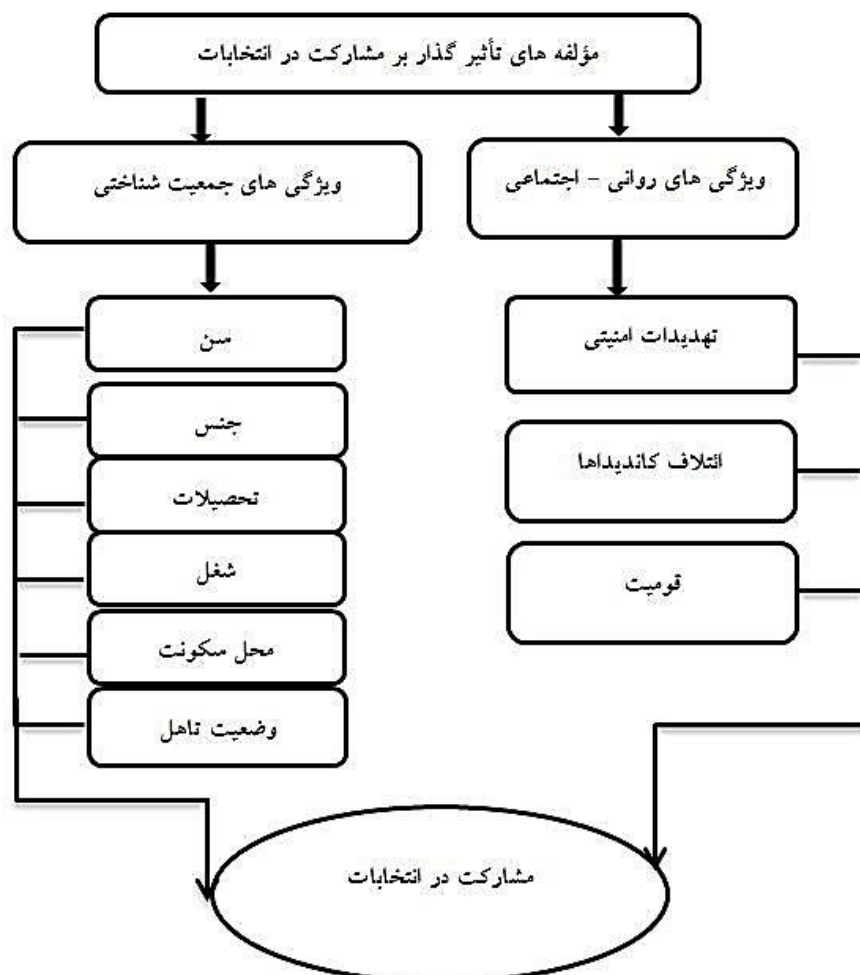 مؤلفه های تأثیر گذار بر مشارکت در انتخابات
ویژگی های روانی – اجتماعی
ویژگی های جمعیت شناختی
تهدیدات امنیتی
ائتلاف کاندیداها
قومیت
سن
جنس
تحصیلات
شغل
محل سکونت
وضعیت تاهل
مشارکت در انتخابات